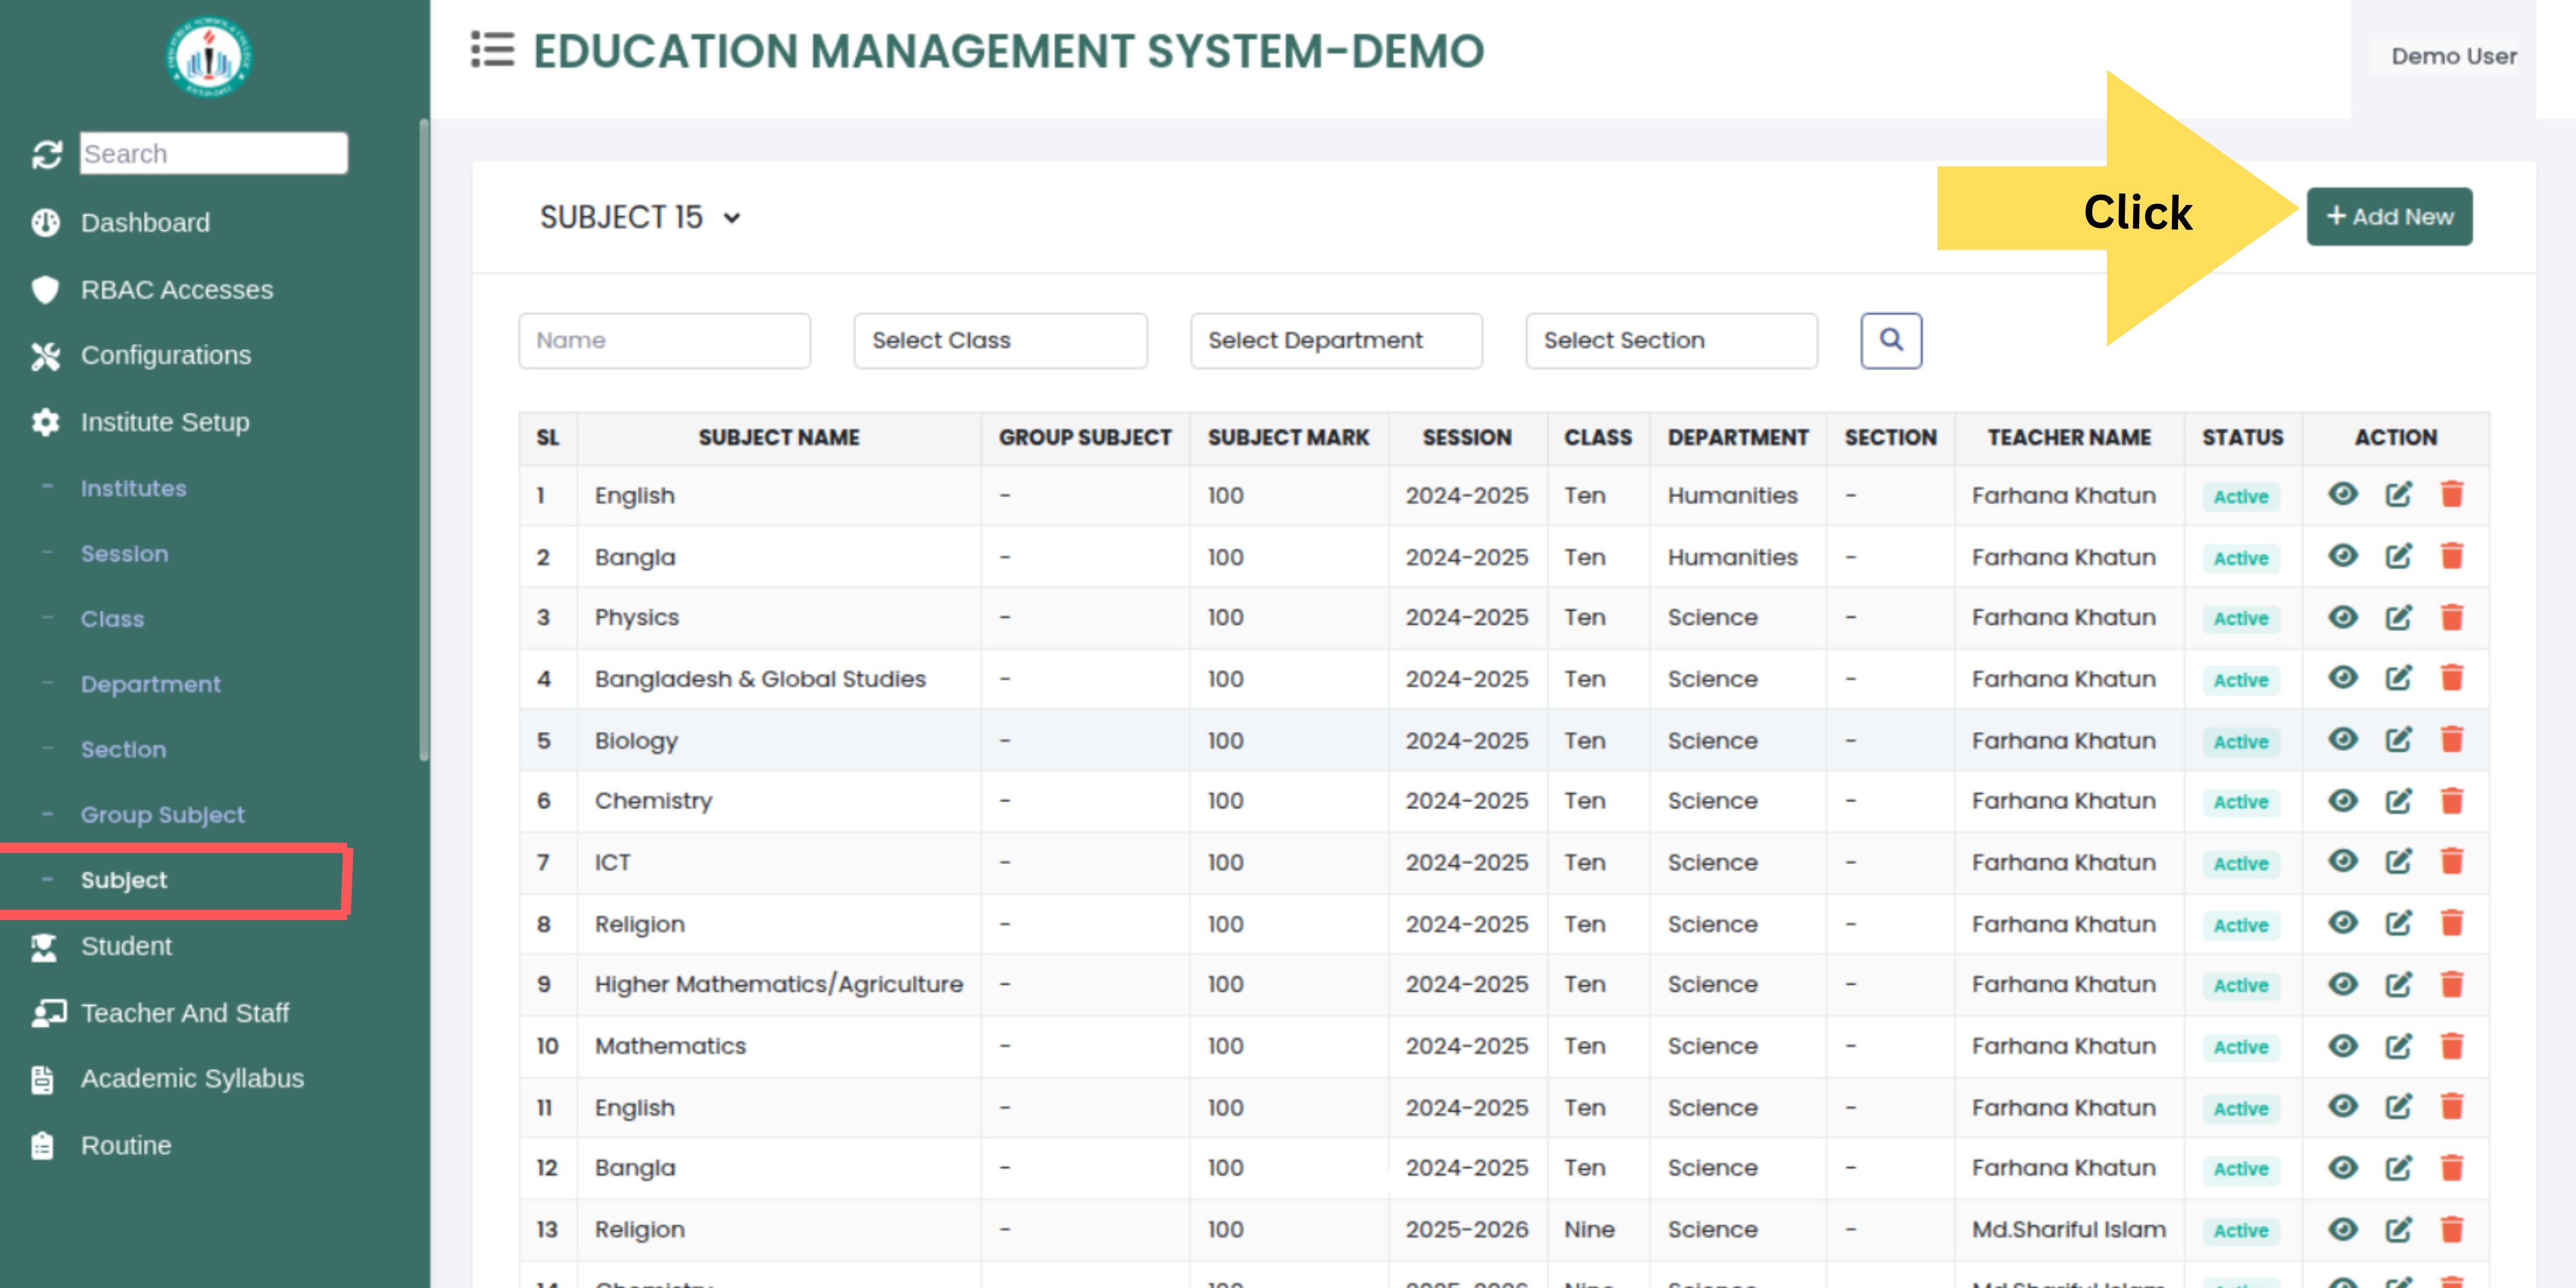 EDUCATION MANAGEMENT SYSTEM-DEMO
Demo User
Search
Dashboard
RBAC Accesses
Configurations
Institute Setup
- Institutes
- Session
- Class
- Department
- Section
- Group Subject
- Subject
Student
Teacher And Staff
Academic Syllabus
Routine
SUBJECT 15
Click
+ Add New
Name Select Class Select Department Select Section
SL SUBJECT NAME GROUP SUBJECT SUBJECT MARK SESSION CLASS DEPARTMENT SECTION TEACHER NAME STATUS ACTION
1 English - 100 2024-2025 Ten Humanities - Farhana Khatun Active
2 Bangla - 100 2024-2025 Ten Humanities - Farhana Khatun Active
3 Physics - 100 2024-2025 Ten Science - Farhana Khatun Active
4 Bangladesh & Global Studies - 100 2024-2025 Ten Science - Farhana Khatun Active
5 Biology - 100 2024-2025 Ten Science - Farhana Khatun Active
6 Chemistry - 100 2024-2025 Ten Science - Farhana Khatun Active
7 ICT - 100 2024-2025 Ten Science - Farhana Khatun Active
8 Religion - 100 2024-2025 Ten Science - Farhana Khatun Active
9 Higher Mathematics/Agriculture - 100 2024-2025 Ten Science - Farhana Khatun Active
10 Mathematics - 100 2024-2025 Ten Science - Farhana Khatun Active
11 English - 100 2024-2025 Ten Science - Farhana Khatun Active
12 Bangla - 100 2024-2025 Ten Science - Farhana Khatun Active
13 Religion - 100 2025-2026 Nine Science - Md.Shariful Islam Active